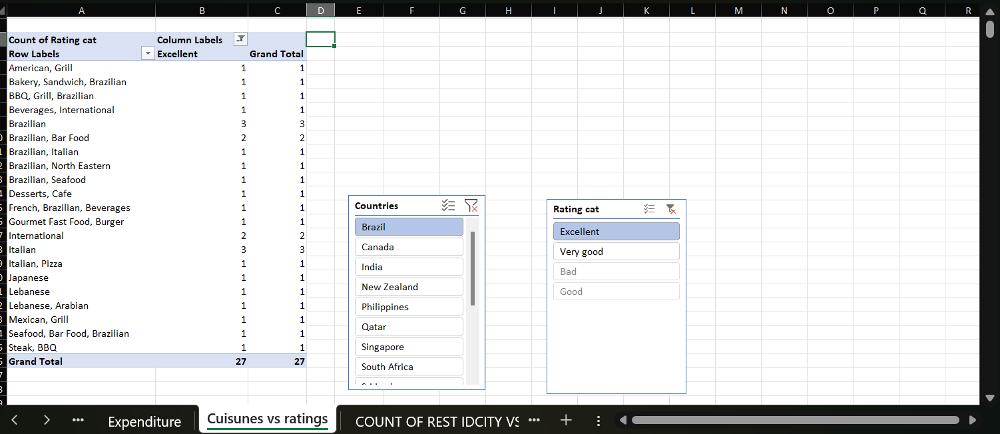 A B C D E F G H I J K L M N O P Q R
Count of Rating cat Column Labels
Row Labels Excellent Grand Total
American, Grill 1 1
Bakery, Sandwich, Brazilian 1 1
BBQ, Grill, Brazilian 1 1
Beverages, International 1 1
Brazilian 3 3
Brazilian, Bar Food 2 2
Brazilian, Italian 1 1
Brazilian, North Eastern 1 1
Brazilian, Seafood 1 1
Desserts, Cafe 1 1
French, Brazilian, Beverages 1 1
Gourmet Fast Food, Burger 1 1
International 2 2
Italian 3 3
Italian, Pizza 1 1
Japanese 1 1
Lebanese 1 1
Lebanese, Arabian 1 1
Mexican, Grill 1 1
Seafood, Bar Food, Brazilian 1 1
Steak, BBQ 1 1
Grand Total 27 27
Countries
Brazil
Canada
India
New Zealand
Philippines
Qatar
Singapore
South Africa
Rating cat
Excellent
Very good
Bad
Good
Expenditure Cuisunes vs ratings COUNT OF REST IDCITY VS